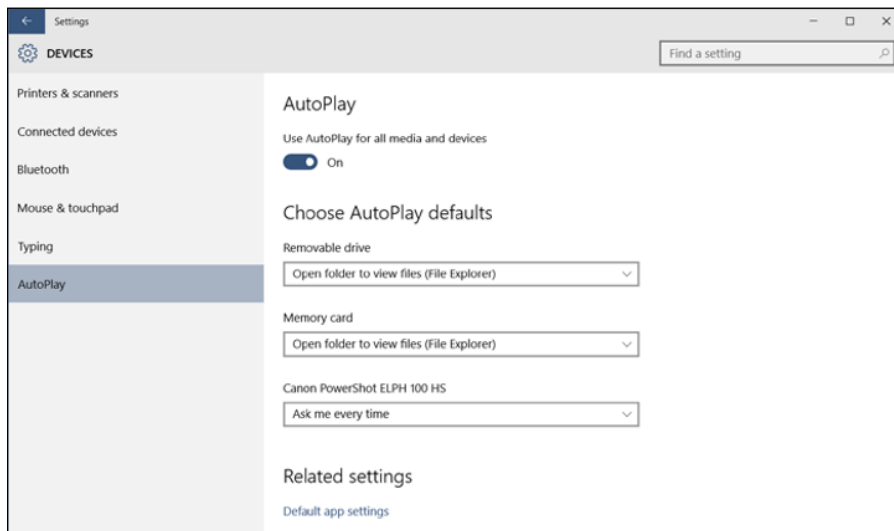 Settings
DEVICES
Find a setting
Printers & scanners
Connected devices
Bluetooth
Mouse & touchpad
Typing
AutoPlay
AutoPlay
Use AutoPlay for all media and devices
On
Choose AutoPlay defaults
Removable drive
Open folder to view files (File Explorer)
Memory card
Open folder to view files (File Explorer)
Canon PowerShot ELPH 100 HS
Ask me every time
Related settings
Default app settings